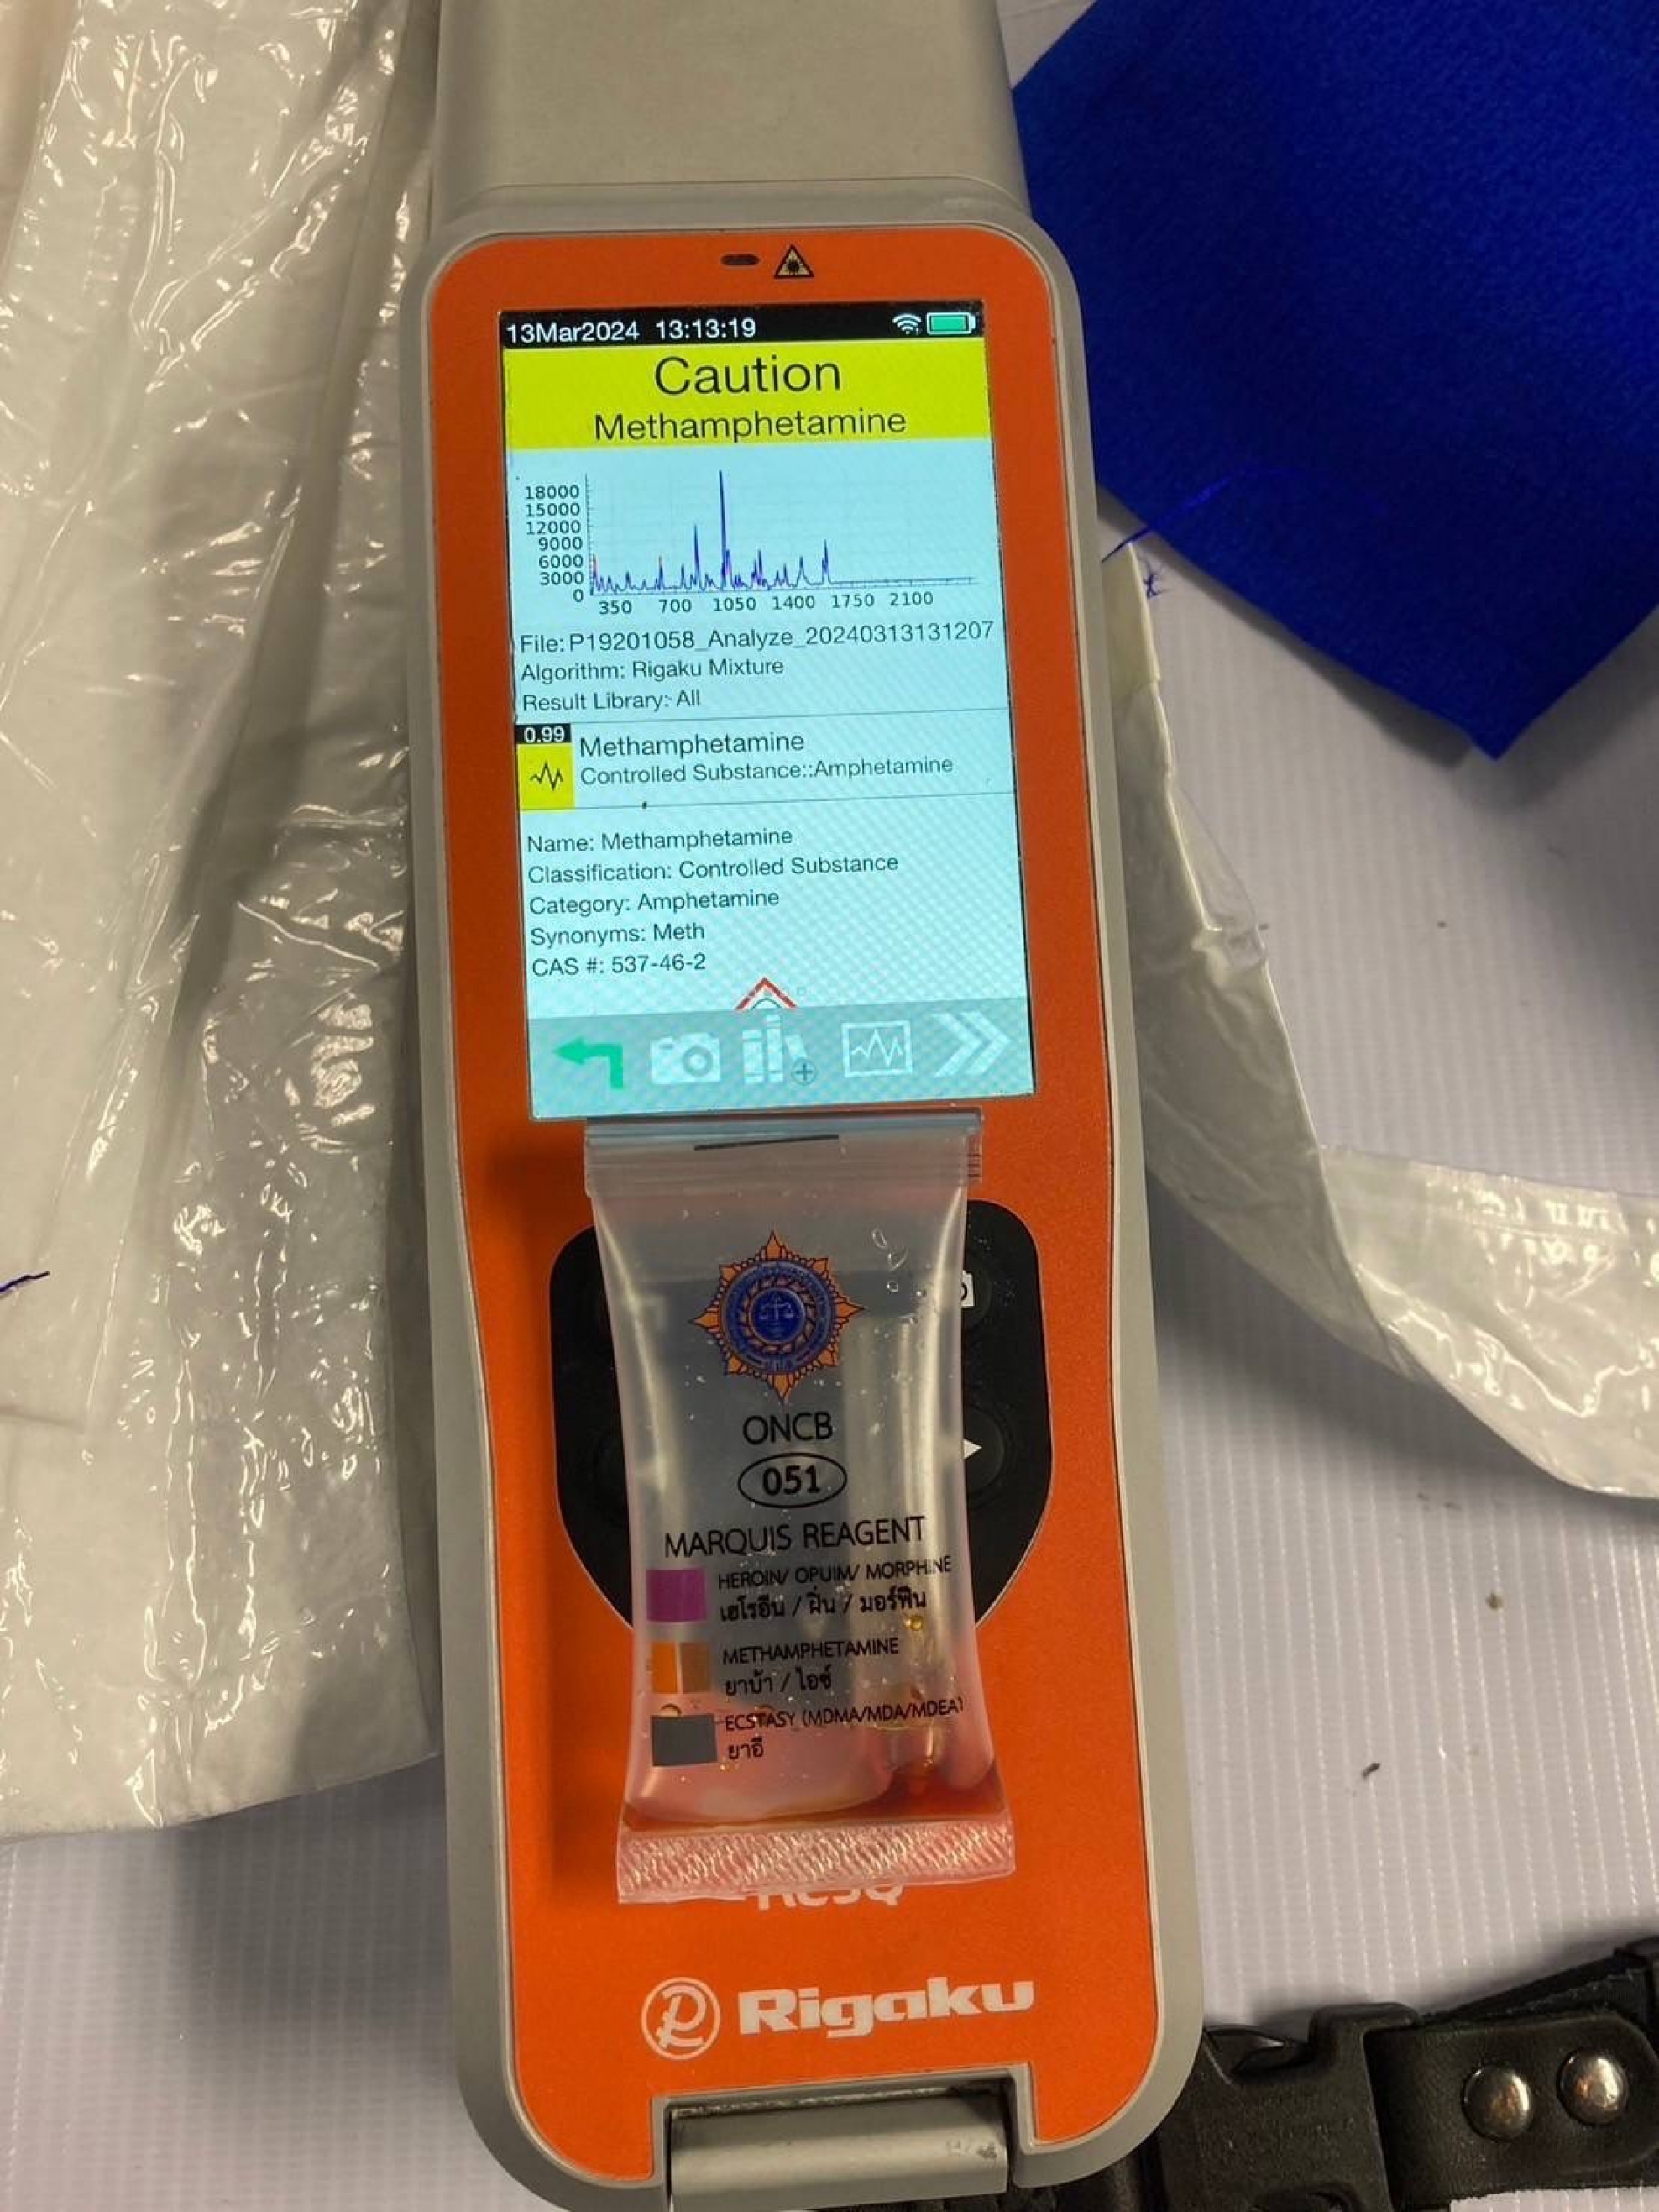 13Mar2024 13:13:19
Caution
Methamphetamine
18000
15000
12000
9000
6000
3000
0
350 700 1050 1400 1750 2100
File: P19201058_Analyze_20240313131207
Algorithm: Rigaku Mixture
Result Library: All
0.99
Methamphetamine
Controlled Substance::Amphetamine
Name: Methamphetamine
Classification: Controlled Substance
Category: Amphetamine
Synonyms: Meth
CAS #: 537-46-2
ONCB
051
MARQUIS REAGENT
HEROIN/ OPUIM/ MORPHINE
เฮโรอีน / ฝิ่น / มอร์ฟีน
METHAMPHETAMINE
ยาบ้า / ไอซ์
ECSTASY (MDMA/MDA/MDEA)
ยาอี
Rigaku